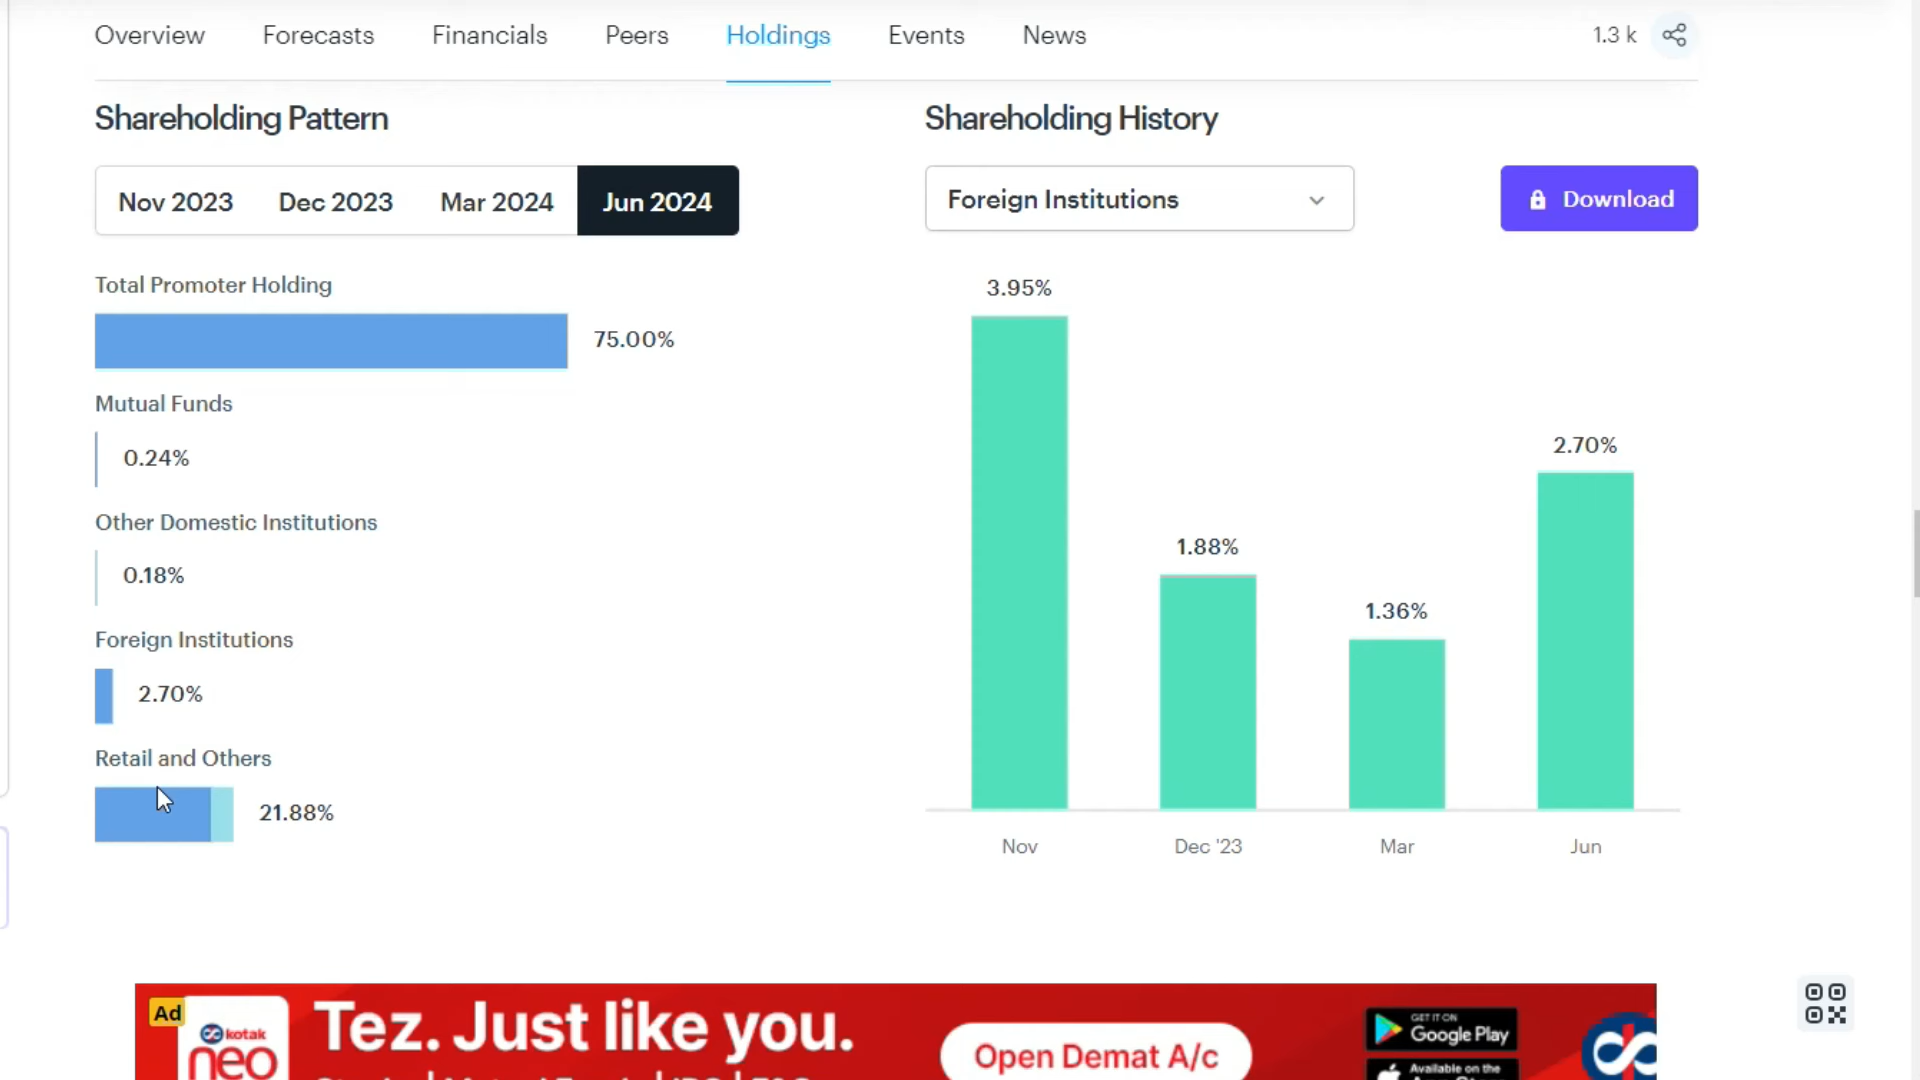 Overview Forecasts Financials Peers Holdings Events News 1.3 k
Shareholding Pattern
Nov 2023 Dec 2023 Mar 2024 Jun 2024
Total Promoter Holding
75.00%
Mutual Funds
0.24%
Other Domestic Institutions
0.18%
Foreign Institutions
2.70%
Retail and Others
21.88%
Shareholding History
Foreign Institutions
Download
3.95%
1.88%
1.36%
2.70%
Nov Dec '23 Mar Jun
Ad
kotak
neo
Tez. Just like you.
Open Demat A/c
GET IT ON
Google Play
Available on the